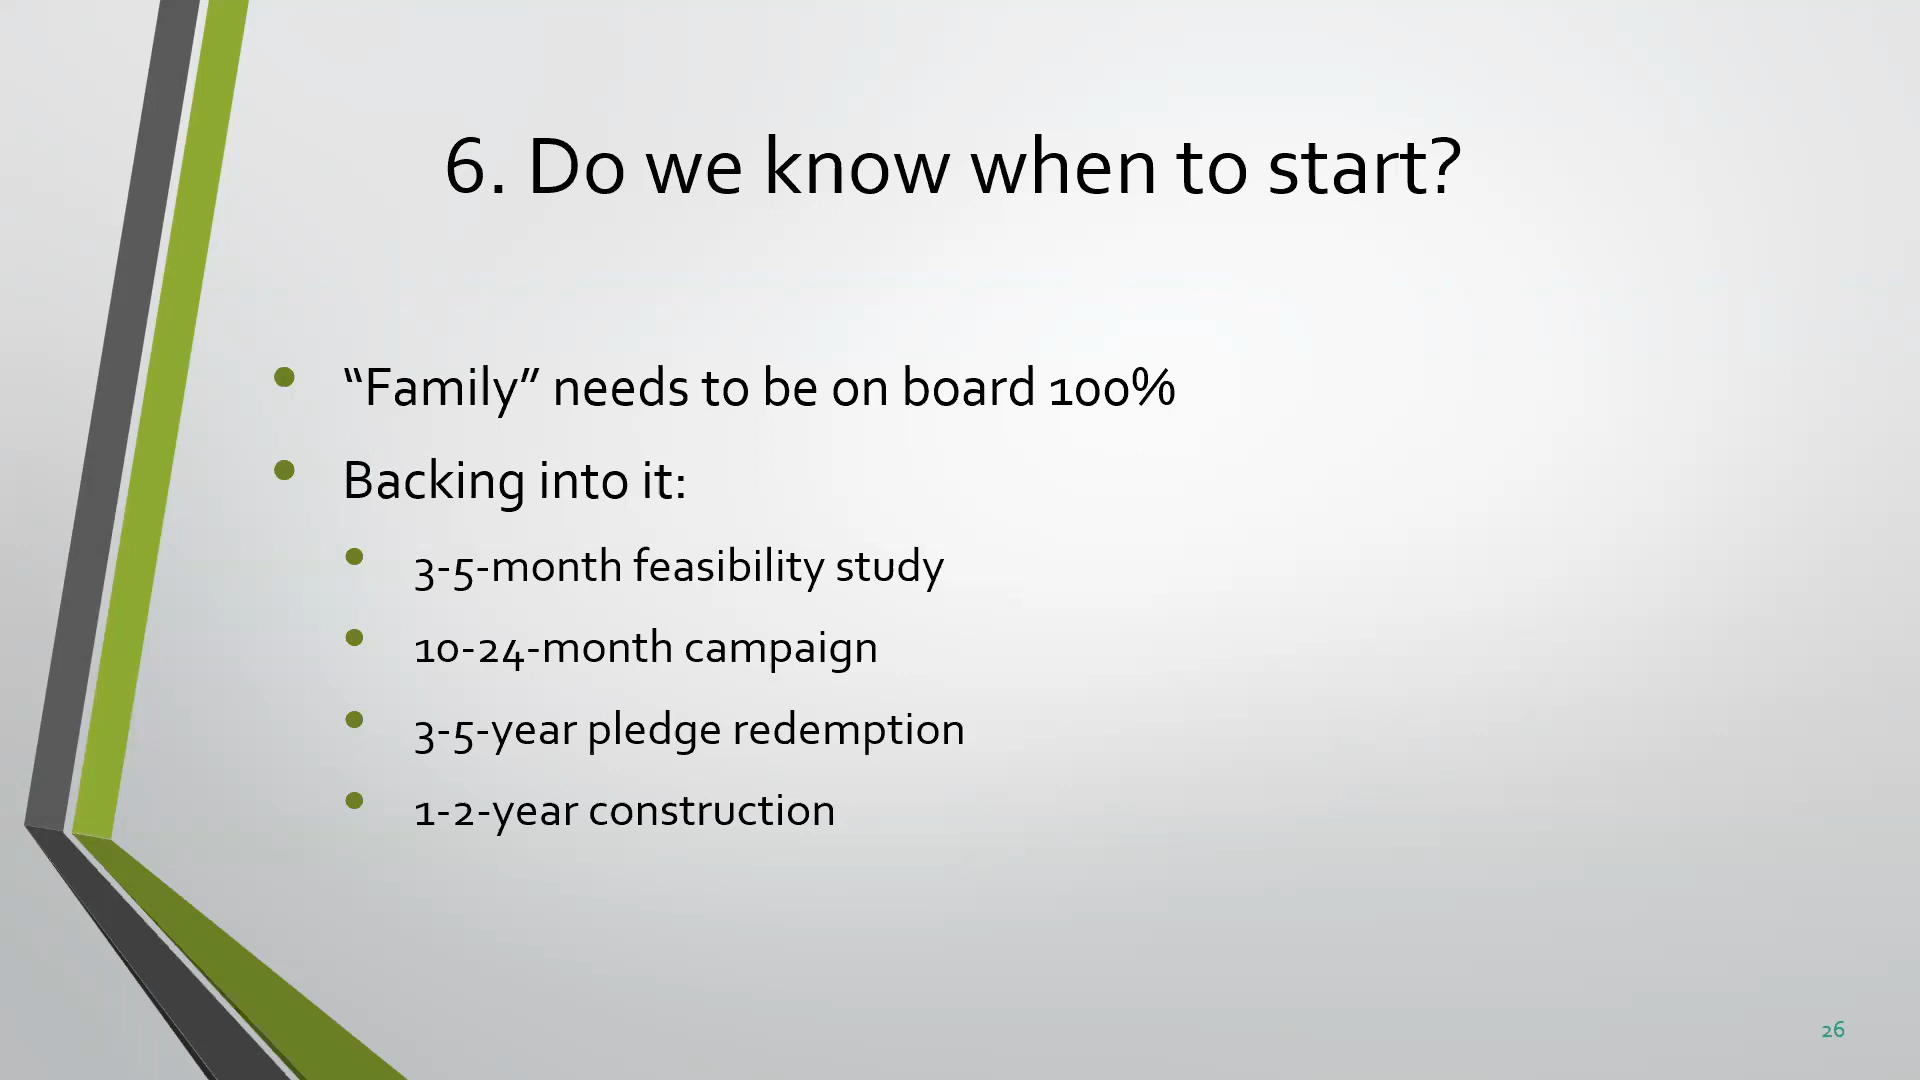 6. Do we know when to start?
“Family” needs to be on board 100%
Backing into it:
3-5-month feasibility study
10-24-month campaign
3-5-year pledge redemption
1-2-year construction
26